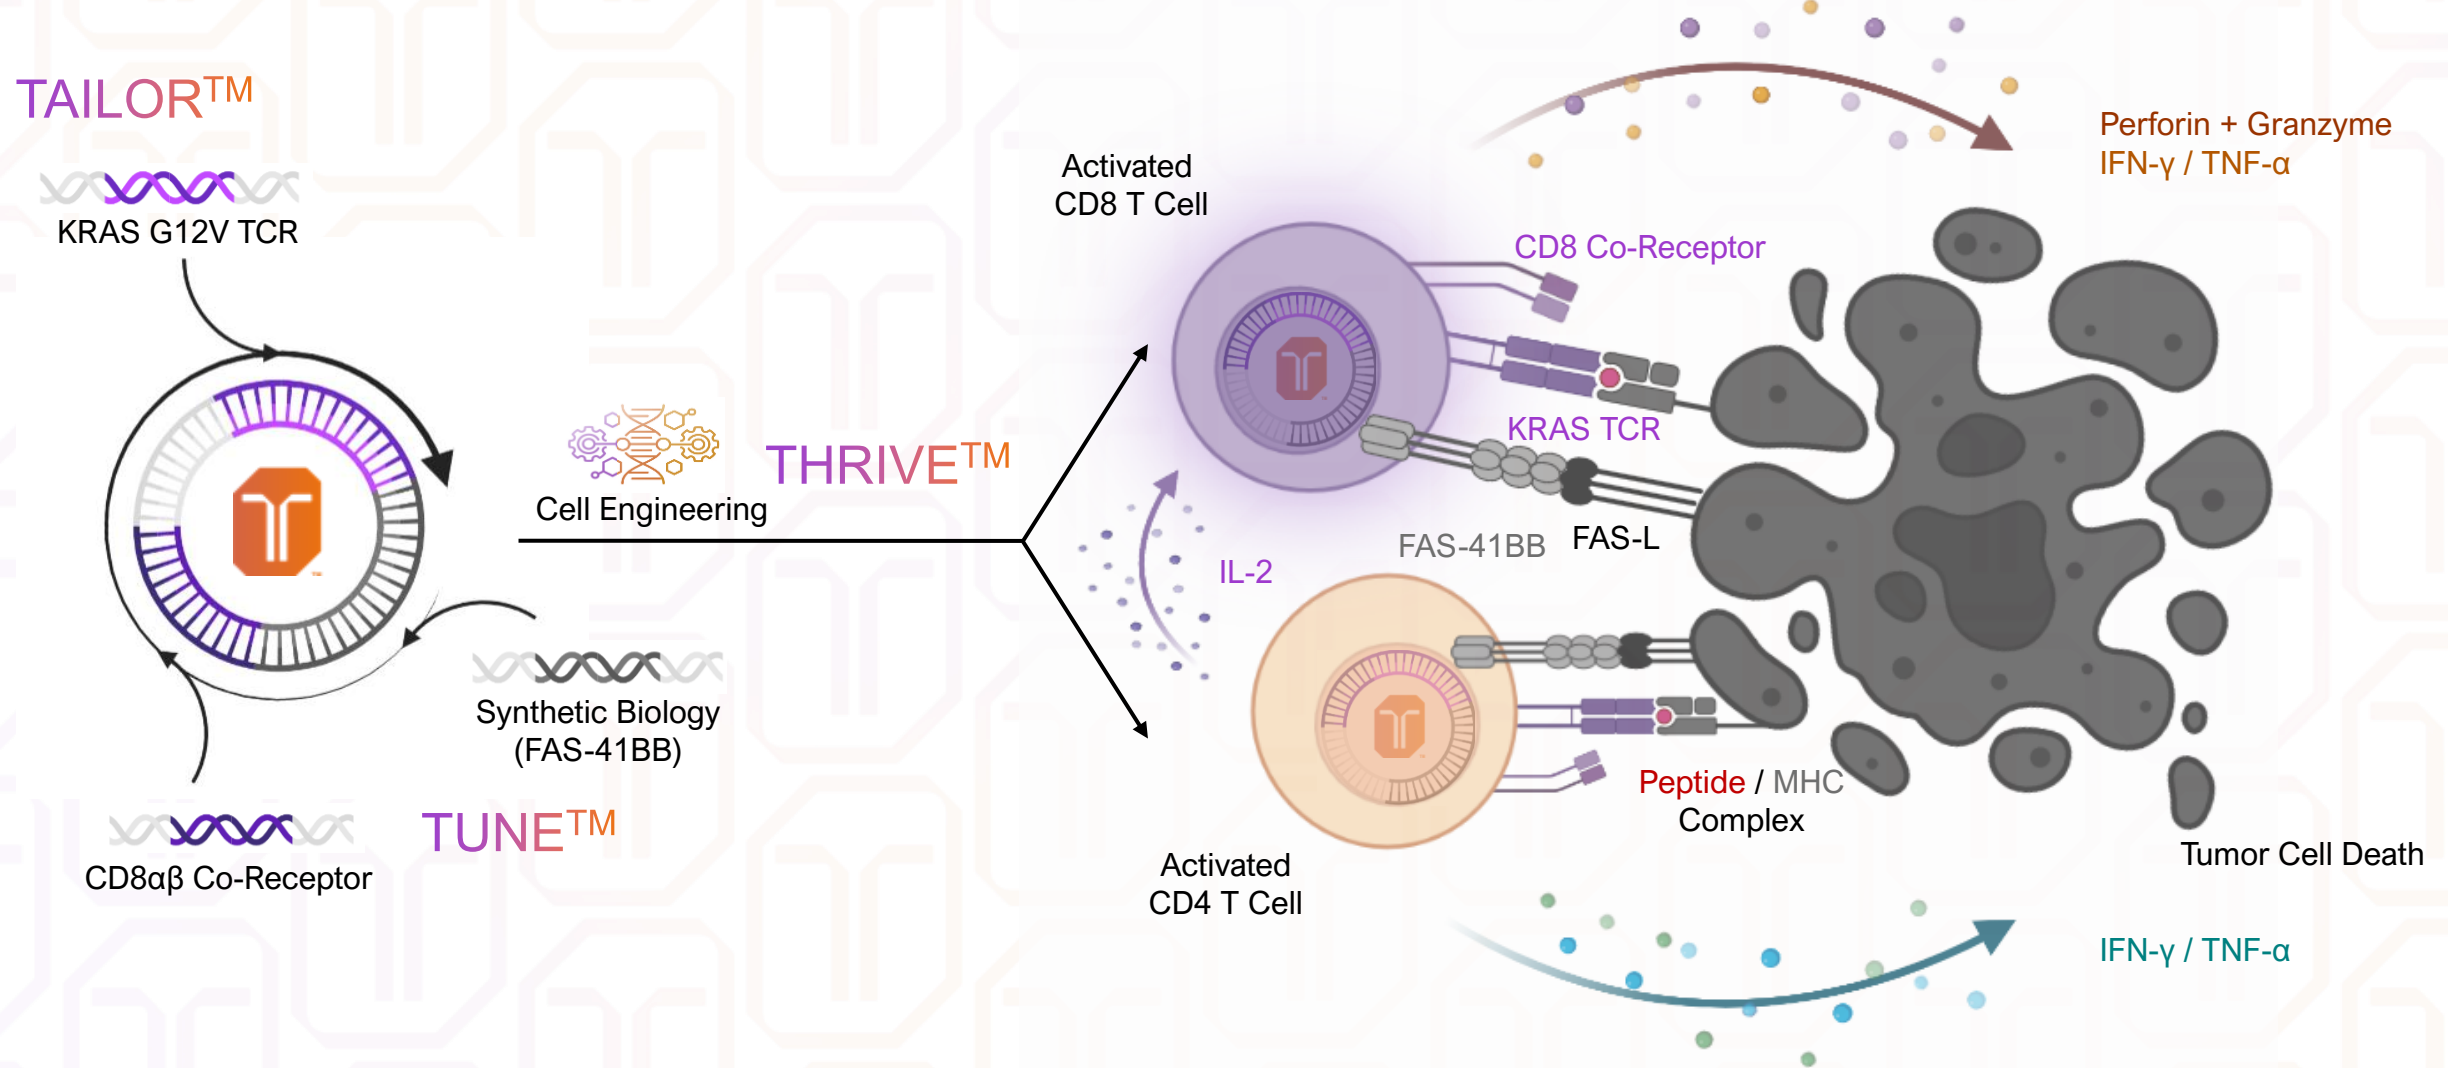 TAILOR™
KRAS G12V TCR
Cell Engineering
THRIVE™
Synthetic Biology
(FAS-41BB)
CD8αβ Co-Receptor
TUNE™
Activated
CD8 T Cell
CD8 Co-Receptor
KRAS TCR
FAS-41BB
FAS-L
IL-2
Perforin + Granzyme
IFN-γ / TNF-α
Peptide / MHC
Complex
Activated
CD4 T Cell
Tumor Cell Death
IFN-γ / TNF-α